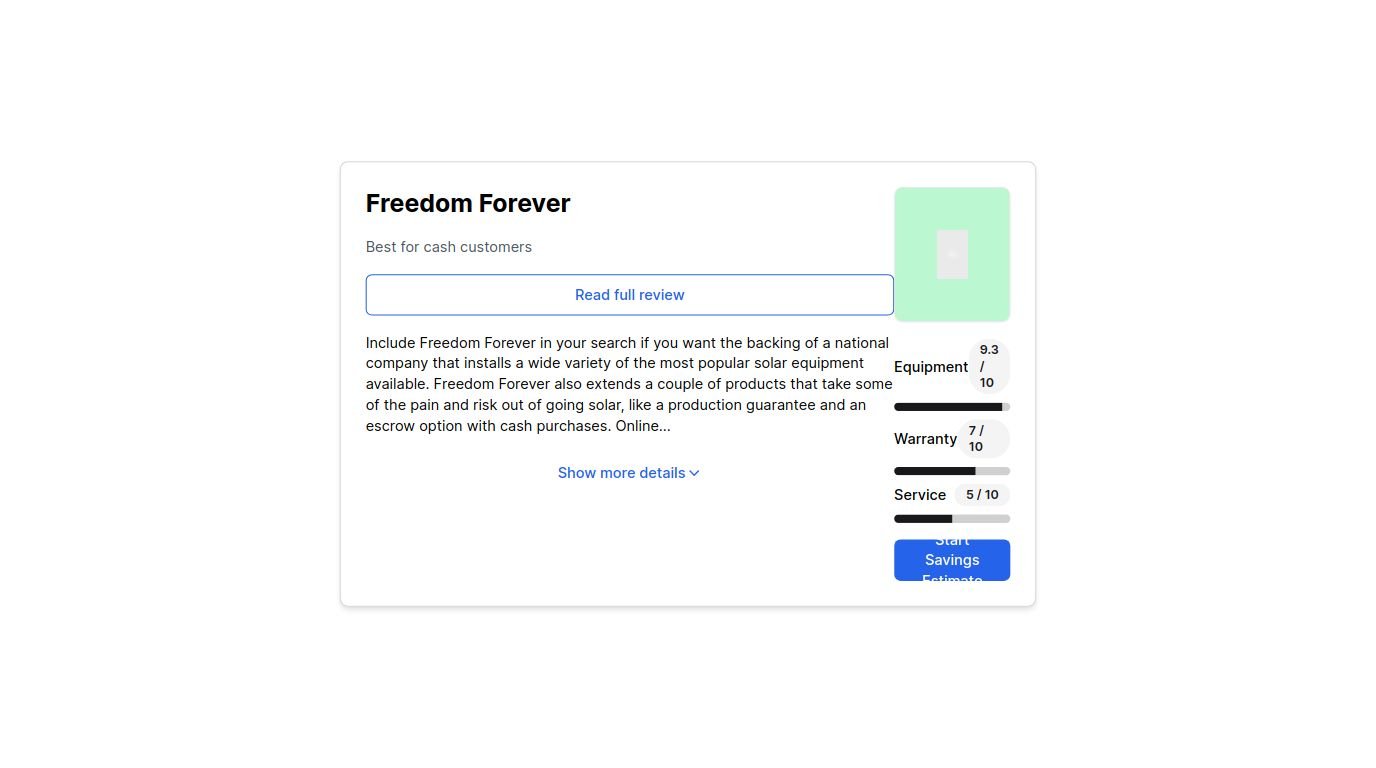 Freedom Forever
Best for cash customers
Read full review
Include Freedom Forever in your search if you want the backing of a national
company that installs a wide variety of the most popular solar equipment
available. Freedom Forever also extends a couple of products that take some
of the pain and risk out of going solar, like a production guarantee and an
escrow option with cash purchases. Online...
Show more details
Equipment
9.3
/
10
Warranty
7 /
10
Service
5 / 10
Start
Savings
Estimate